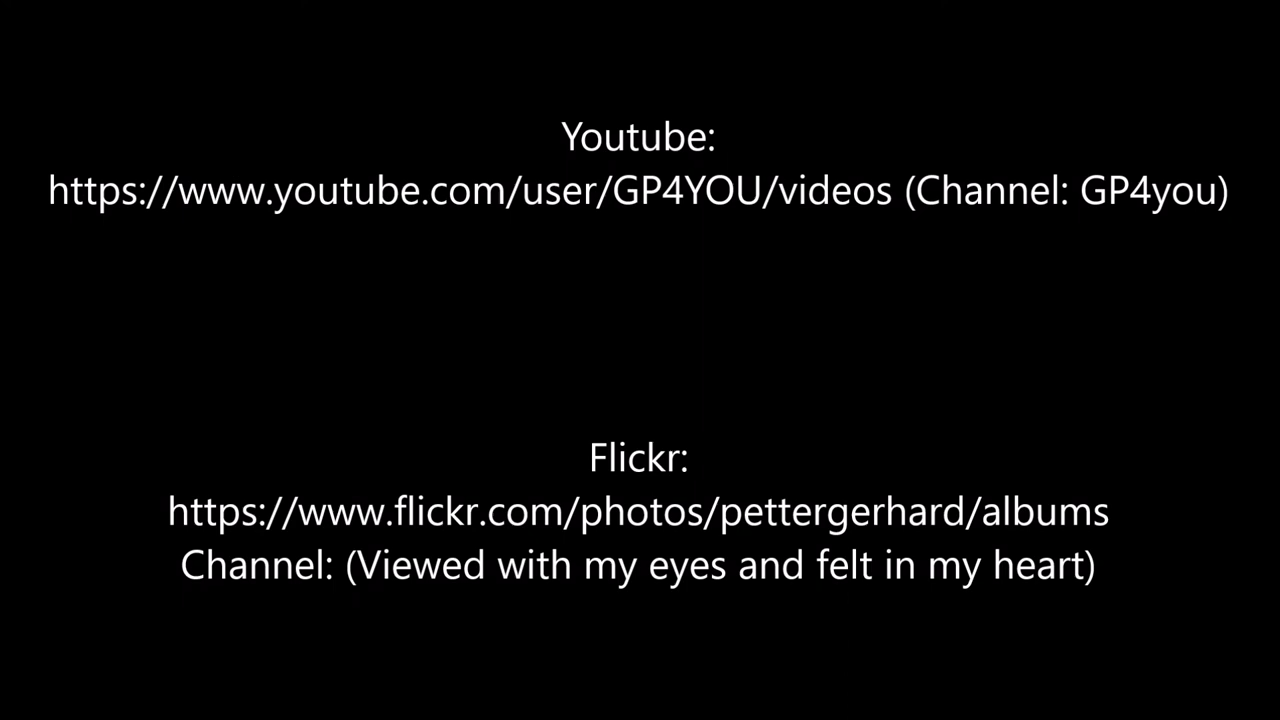 Youtube:
https://www.youtube.com/user/GP4YOU/videos (Channel: GP4you)
Flickr:
https://www.flickr.com/photos/pettergerhard/albums
Channel: (Viewed with my eyes and felt in my heart)